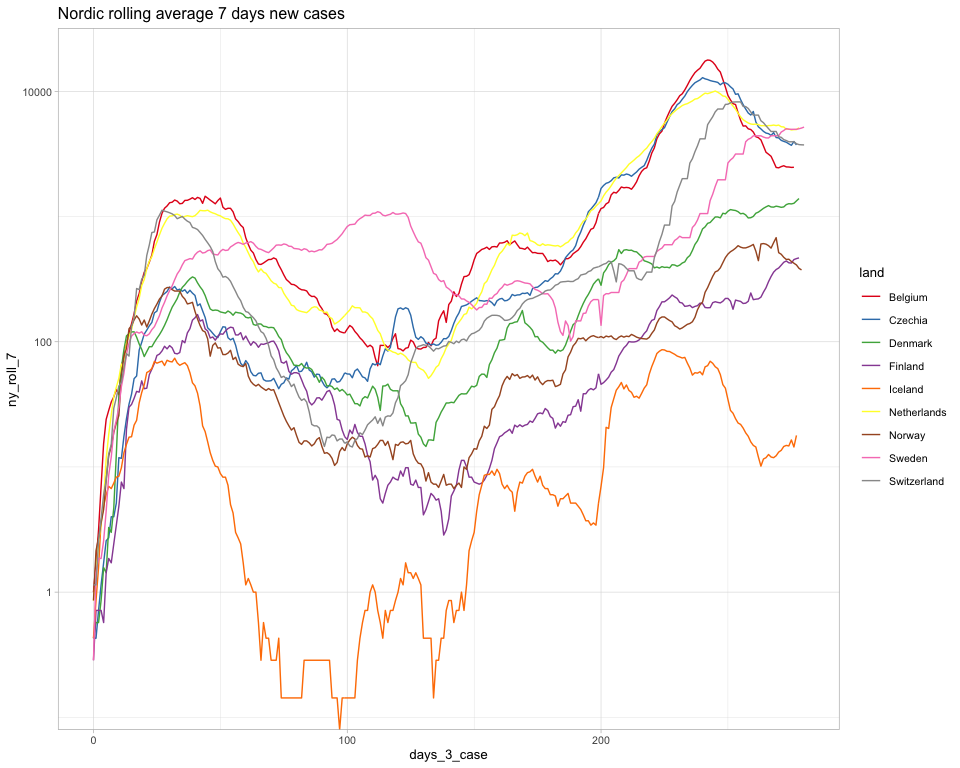 Nordic rolling average 7 days new cases
10000
100
1
ny_roll_7
0
100
200
days_3_case
land
Belgium
Czechia
Denmark
Finland
Iceland
Netherlands
Norway
Sweden
Switzerland